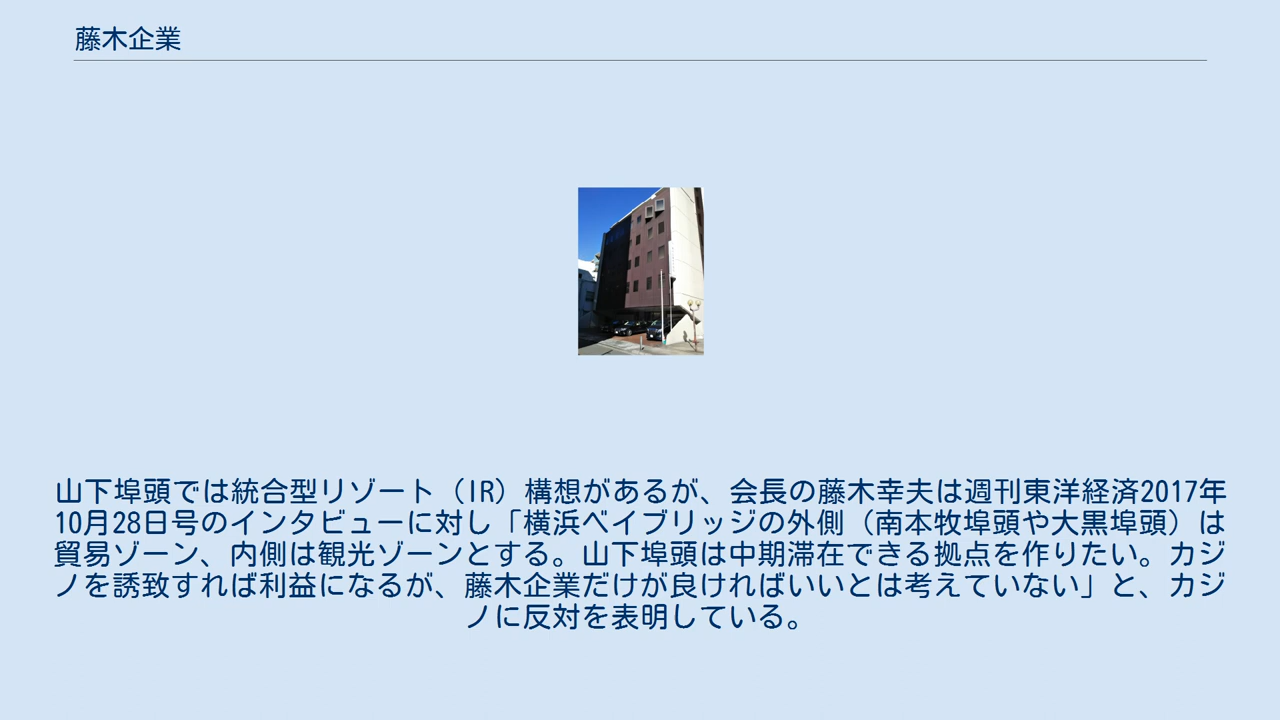 藤木企業
山下埠頭では統合型リゾート（IR）構想があるが、会長の藤木幸夫は週刊東洋経済2017年
10月28日号のインタビューに対し「横浜ベイブリッジの外側（南本牧埠頭や大黒埠頭）は
貿易ゾーン、内側は観光ゾーンとする。山下埠頭は中期滞在できる拠点を作りたい。カジ
ノを誘致すれば利益になるが、藤木企業だけが良ければいいとは考えていない」と、カジ
ノに反対を表明している。